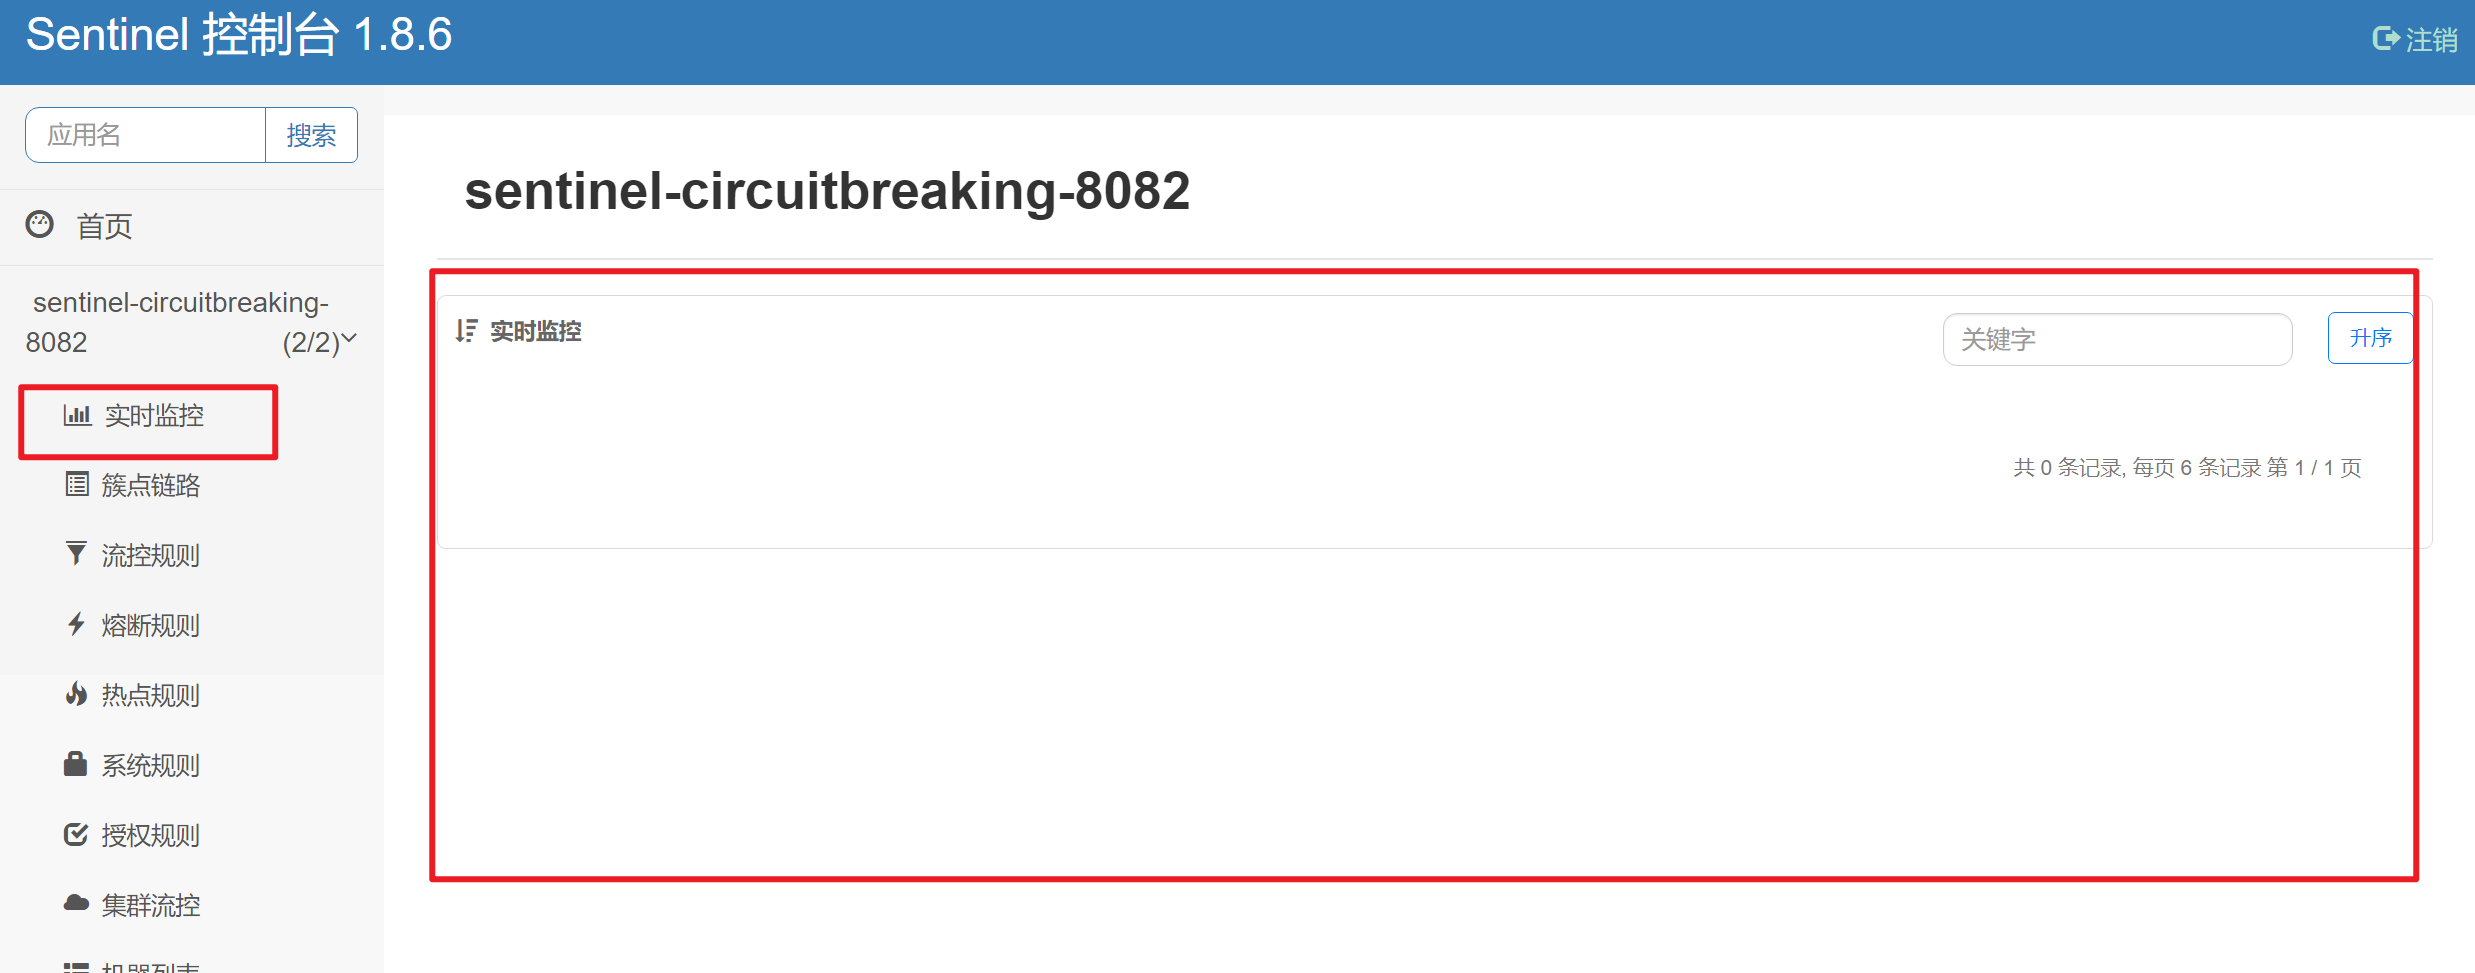 Sentinel 控制台 1.8.6
注销
应用名
搜索
首页
sentinel-circuitbreaking-
8082 (2/2)
实时监控
簇点链路
流控规则
熔断规则
热点规则
系统规则
授权规则
集群流控
机器列表
sentinel-circuitbreaking-8082
实时监控
关键字
升序
共 0 条记录, 每页 6 条记录 第 1 / 1 页